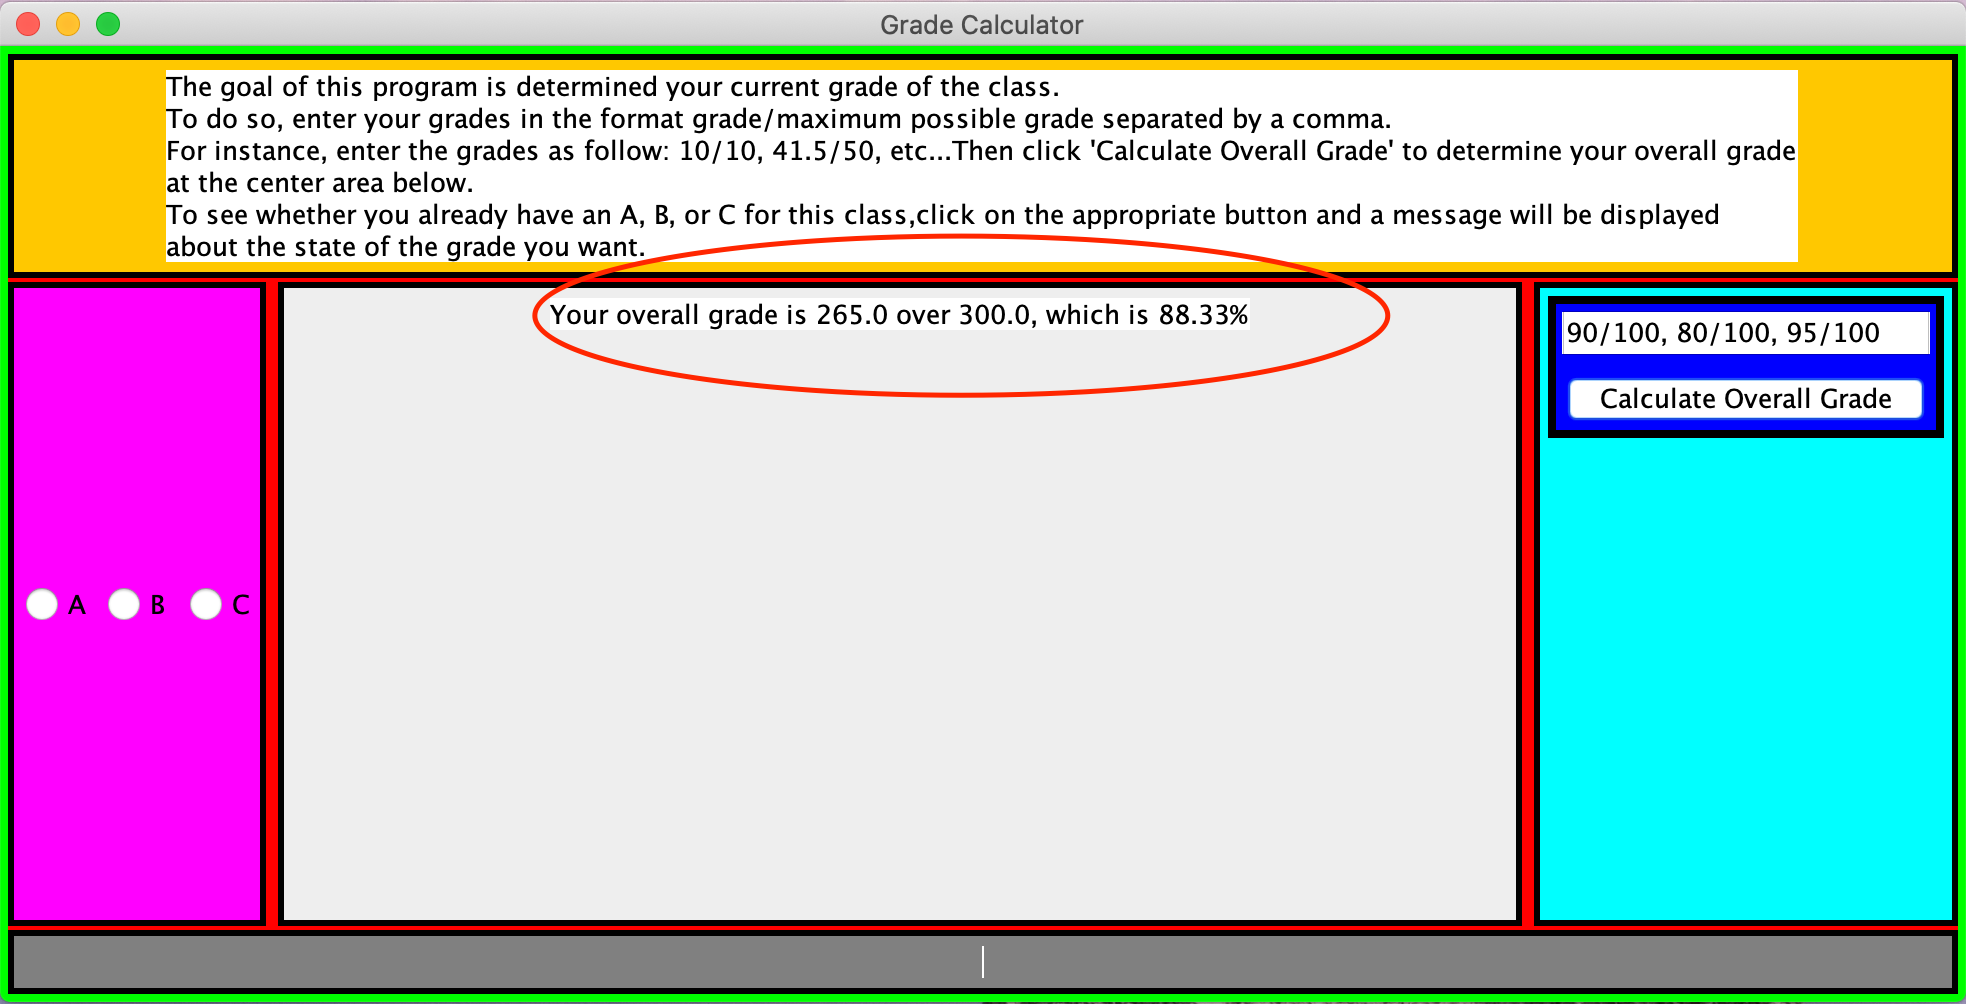 Grade Calculator
The goal of this program is determined your current grade of the class.
To do so, enter your grades in the format grade/maximum possible grade separated by a comma.
For instance, enter the grades as follow: 10/10, 41.5/50, etc...Then click 'Calculate Overall Grade' to determine your overall grade
at the center area below.
To see whether you already have an A, B, or C for this class,click on the appropriate button and a message will be displayed
about the state of the grade you want.
Your overall grade is 265.0 over 300.0, which is 88.33%
90/100, 80/100, 95/100
Calculate Overall Grade
A B C